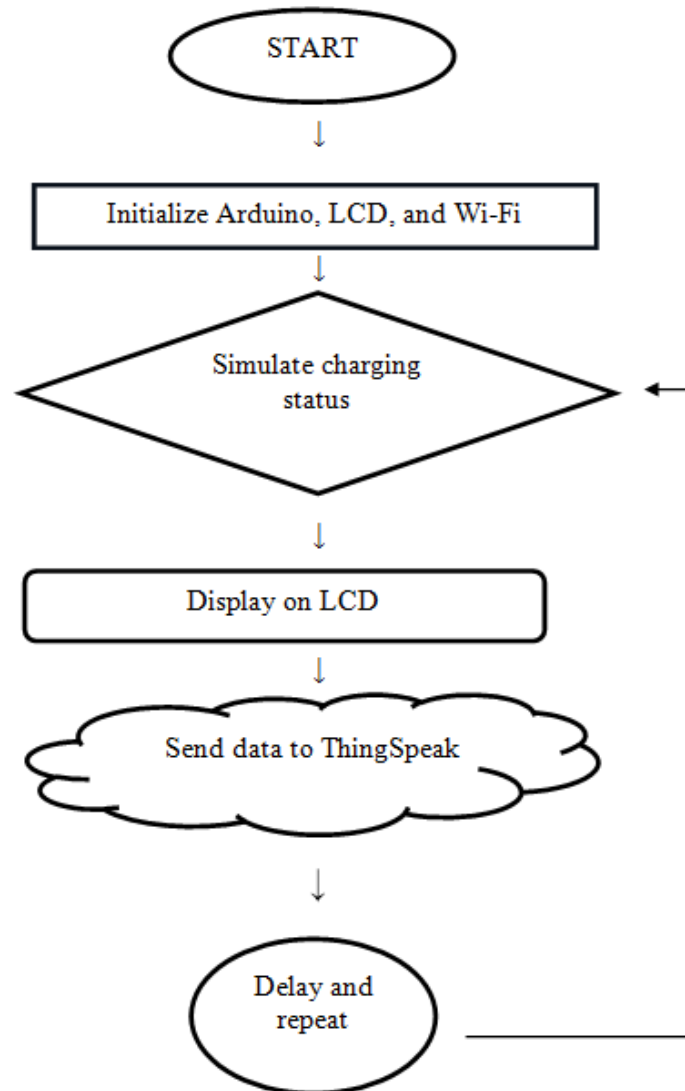 START
Initialize Arduino, LCD, and Wi-Fi
Simulate charging
status
Display on LCD
Send data to ThingSpeak
Delay and
repeat